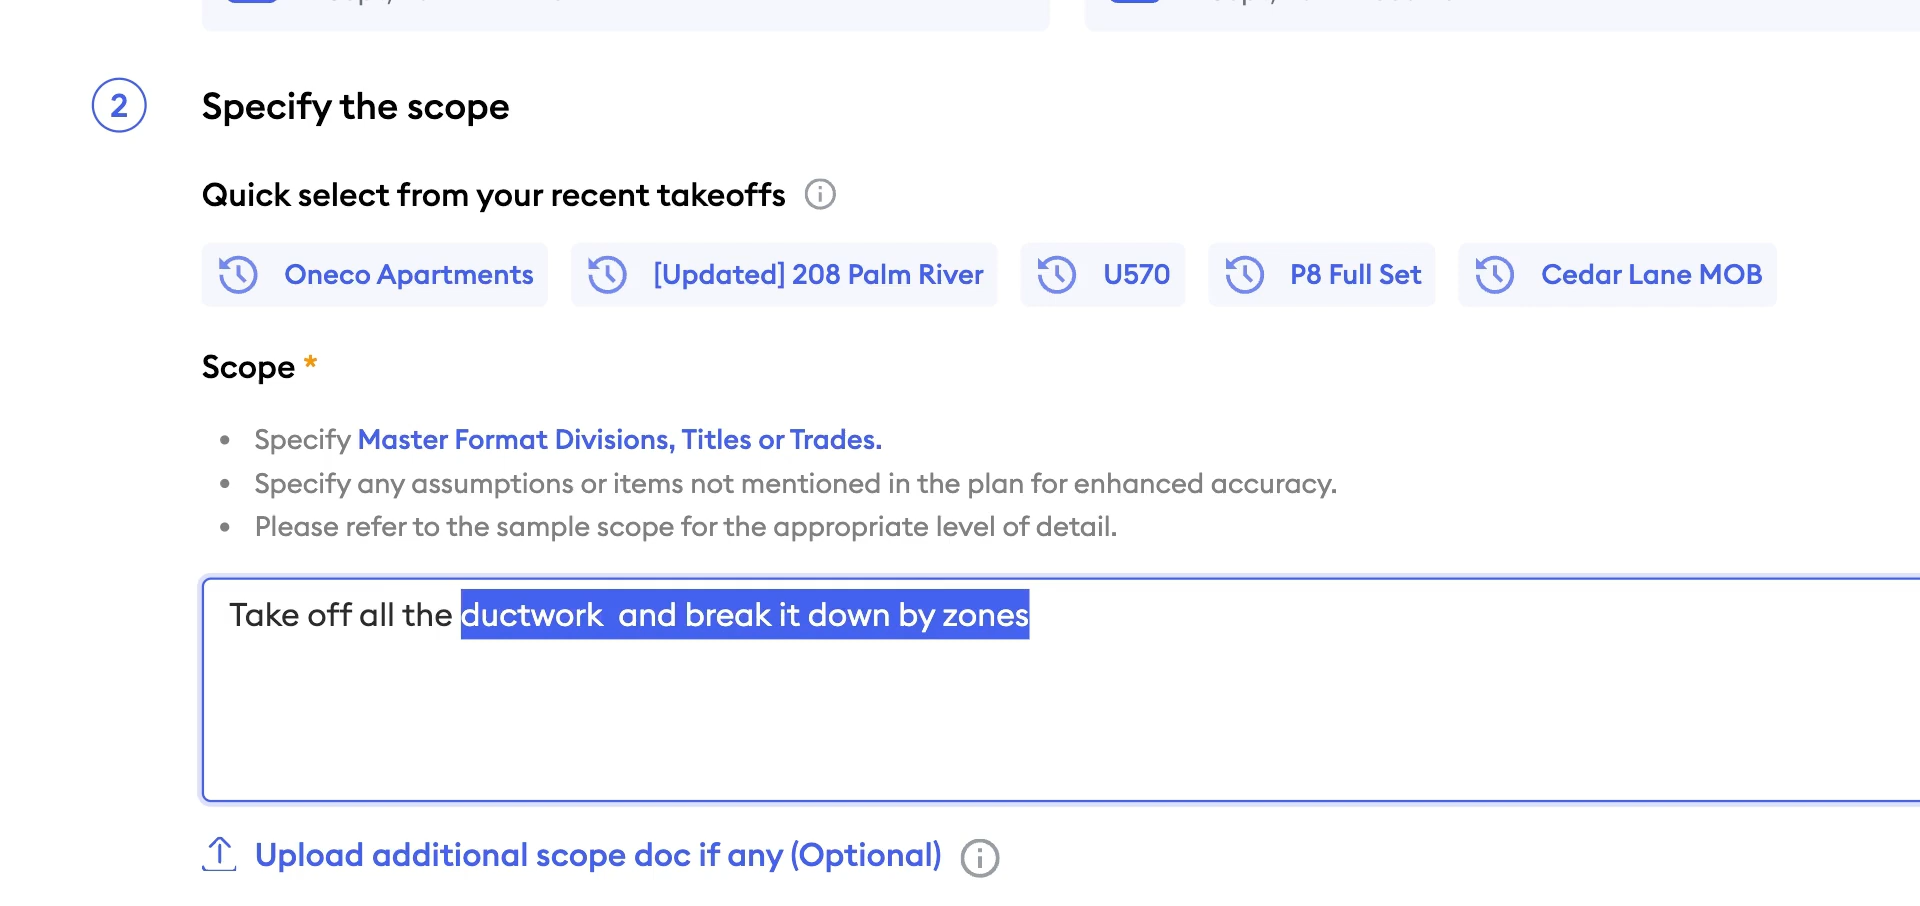 2
Specify the scope
Quick select from your recent takeoffs
Oneco Apartments
[Updated] 208 Palm River
U570
P8 Full Set
Cedar Lane MOB
Scope *
Specify Master Format Divisions, Titles or Trades.
Specify any assumptions or items not mentioned in the plan for enhanced accuracy.
Please refer to the sample scope for the appropriate level of detail.
Take off all the ductwork  and break it down by zones
Upload additional scope doc if any (Optional)